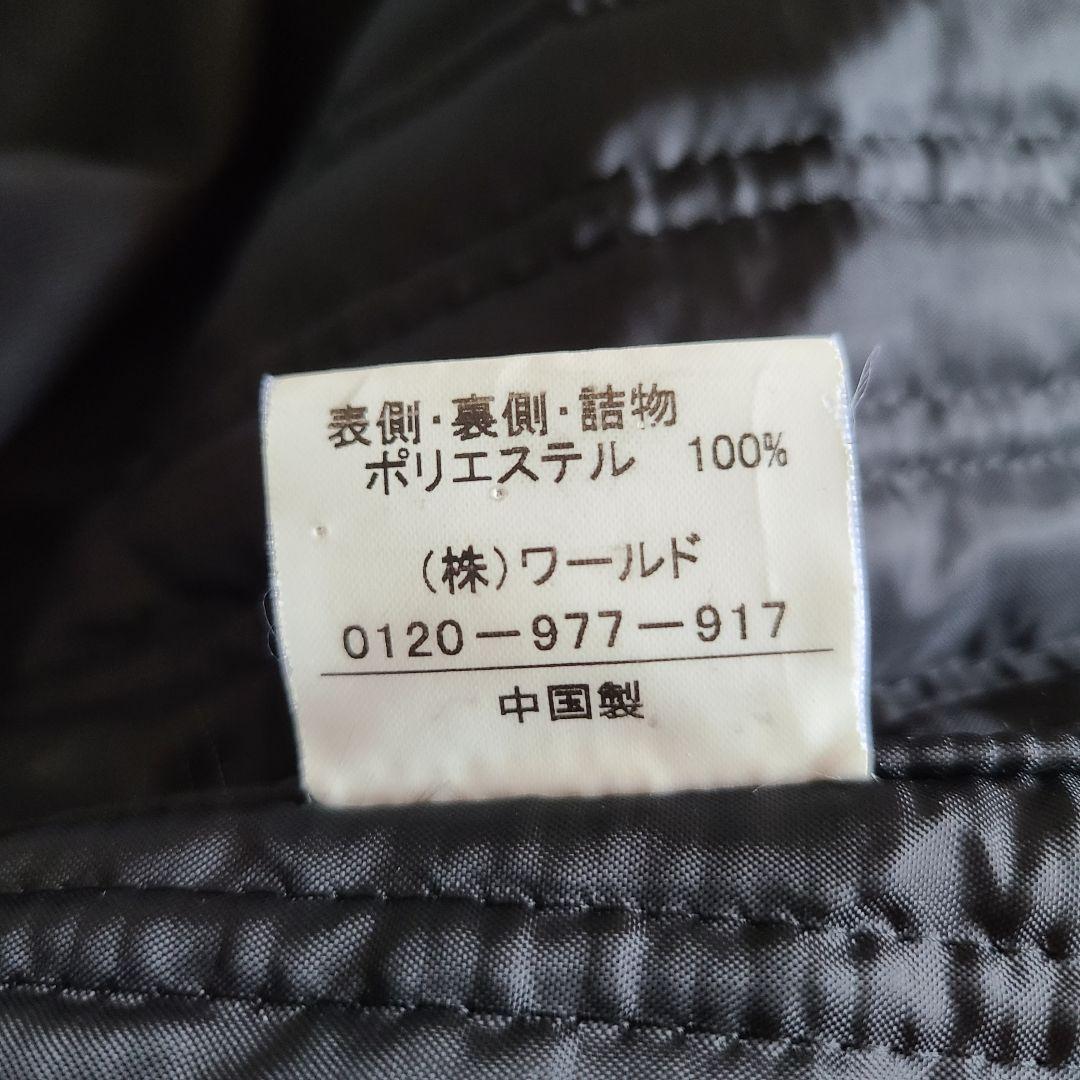 表側・裏側・詰物
ポリエステル 100%
(株)ワールド
0120-977-917
中国製